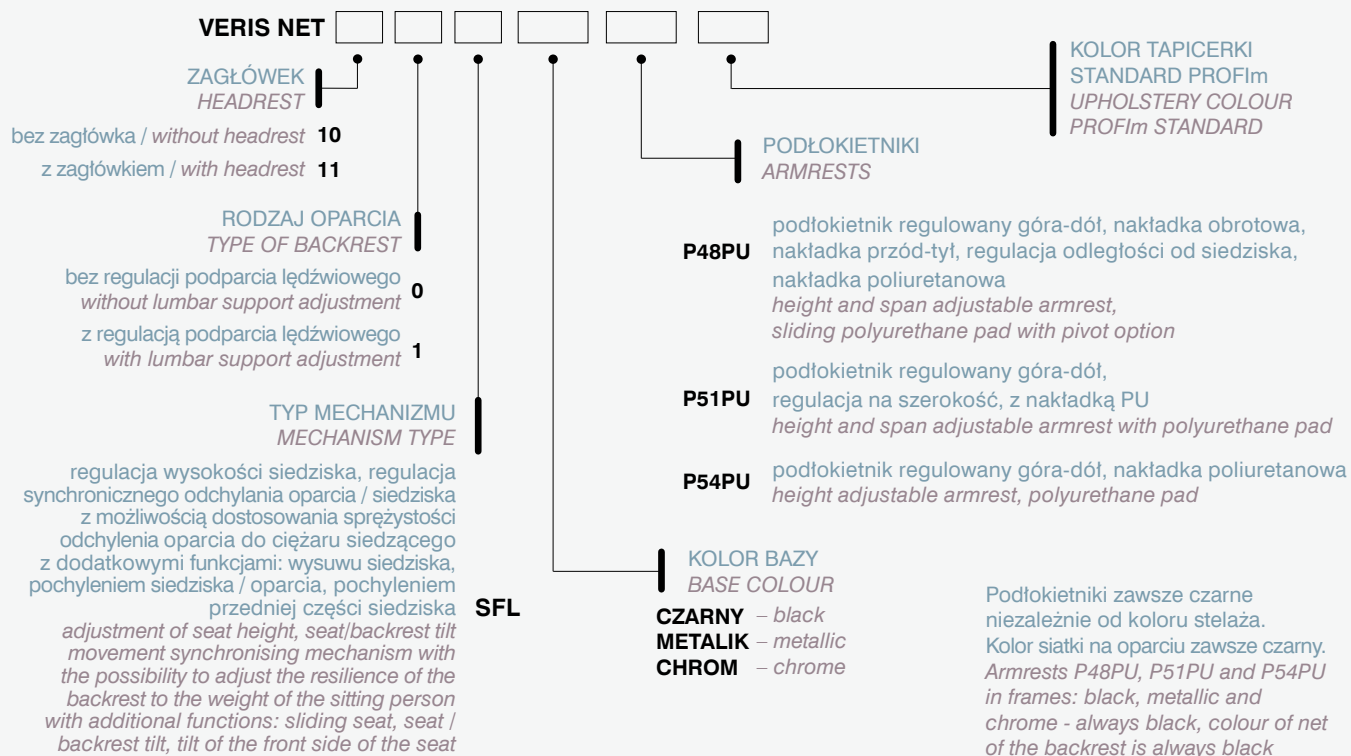 VERIS NET
ZAGŁÓWEK
HEADREST
bez zagłówka / without headrest 10
z zagłówkiem / with headrest 11
RODZAJ OPARCIA
TYPE OF BACKREST
bez regulacji podparcia lędźwiowego
without lumbar support adjustment 0
z regulacją podparcia lędźwiowego
with lumbar support adjustment 1
TYP MECHANIZMU
MECHANISM TYPE
regulacja wysokości siedziska, regulacja
synchronicznego odchylania oparcia / siedziska
z możliwością dostosowania sprężystości
odchylenia oparcia do ciężaru siedzącego
z dodatkowymi funkcjami: wysuwu siedziska,
pochyleniem siedziska / oparcia, pochyleniem
przedniej części siedziska SFL
adjustment of seat height, seat/backrest tilt
movement synchronising mechanism with
the possibility to adjust the resilience of the
backrest to the weight of the sitting person
with additional functions: sliding seat, seat /
backrest tilt, tilt of the front side of the seat
KOLOR BAZY
BASE COLOUR
CZARNY – black
METALIK – metallic
CHROM – chrome
PODŁOKIETNIKI
ARMRESTS
podłokietnik regulowany góra-dół, nakładka obrotowa,
P48PU nakładka przód-tył, regulacja odległości od siedziska,
nakładka poliuretanowa
height and span adjustable armrest,
sliding polyurethane pad with pivot option
podłokietnik regulowany góra-dół,
P51PU regulacja na szerokość, z nakładką PU
height and span adjustable armrest with polyurethane pad
P54PU podłokietnik regulowany góra-dół, nakładka poliuretanowa
height adjustable armrest, polyurethane pad
KOLOR TAPICERKI
STANDARD PROFIm
UPHOLSTERY COLOUR
PROFIm STANDARD
Podłokietniki zawsze czarne
niezależnie od koloru stelaża.
Kolor siatki na oparciu zawsze czarny.
Armrests P48PU, P51PU and P54PU
in frames: black, metallic and
chrome - always black, colour of net
of the backrest is always black